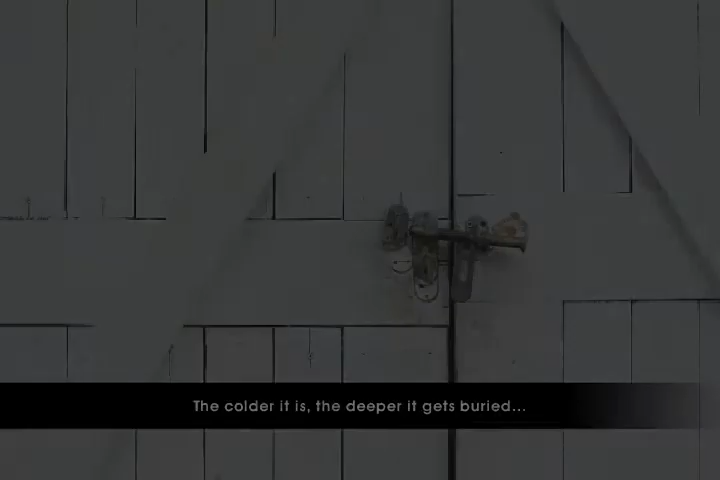 The colder it is, the deeper it gets buried...